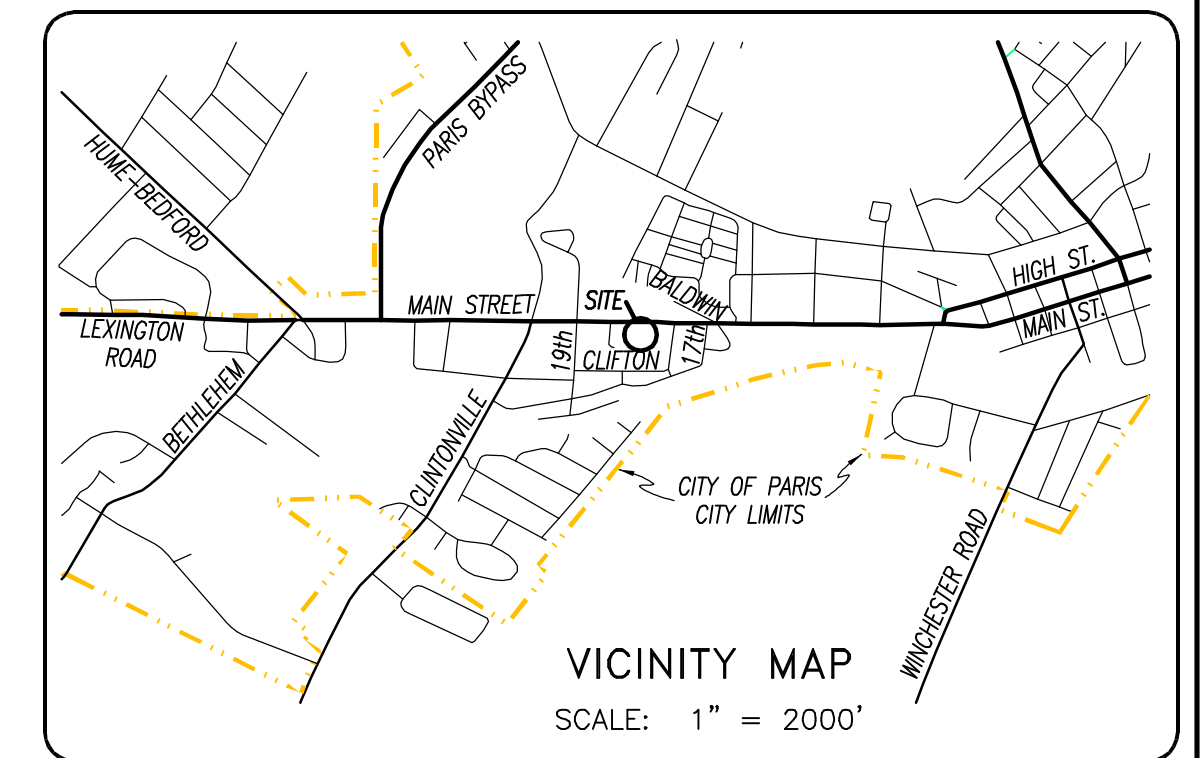 PARIS BYPASS
HUME-BEDFORD
HIGH ST.
BALDWIN
SITE
MAIN STREET
MAIN ST.
LEXINGTON
ROAD
19th
17th
CLIFTON
BETHLEHEM
CLINTONVILLE
CITY OF PARIS
CITY LIMITS
WINCHESTER ROAD
VICINITY MAP
SCALE: 1" = 2000'